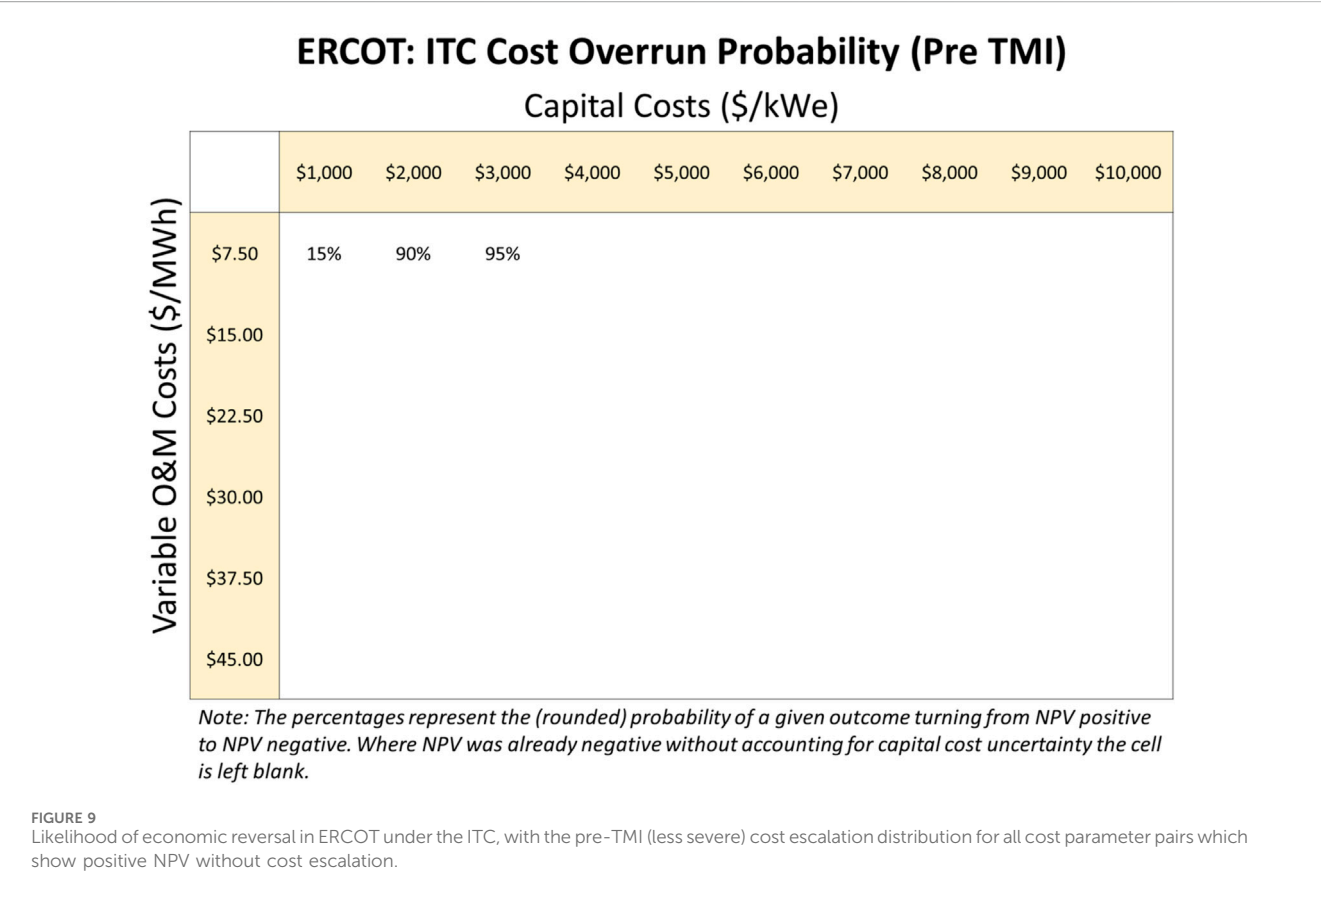 ERCOT: ITC Cost Overrun Probability (Pre TMI)
Capital Costs ($/kWe)
Variable O&M Costs ($/MWh)
$1,000 $2,000 $3,000 $4,000 $5,000 $6,000 $7,000 $8,000 $9,000 $10,000
$7.50 15% 90% 95%
$15.00
$22.50
$30.00
$37.50
$45.00
Note: The percentages represent the (rounded) probability of a given outcome turning from NPV positive
to NPV negative. Where NPV was already negative without accounting for capital cost uncertainty the cell
is left blank.
FIGURE 9
Likelihood of economic reversal in ERCOT under the ITC, with the pre-TMI (less severe) cost escalation distribution for all cost parameter pairs which
show positive NPV without cost escalation.